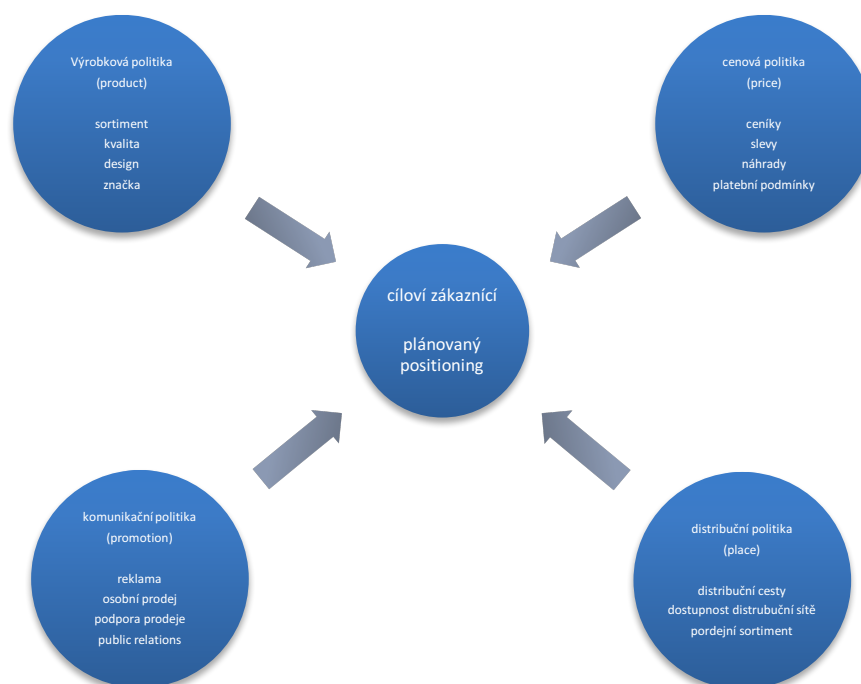 Výrobková politika
(product)
sortiment
kvalita
design
značka
cenová politika
(price)
ceníky
slevy
náhrady
platební podmínky
cíloví zákaznící
plánovaný
positioning
komunikační politika
(promotion)
reklama
osobní prodej
podpora prodeje
public relations
distribuční politika
(place)
distribuční cesty
dostupnost distrubuční sítě
pordejní sortiment